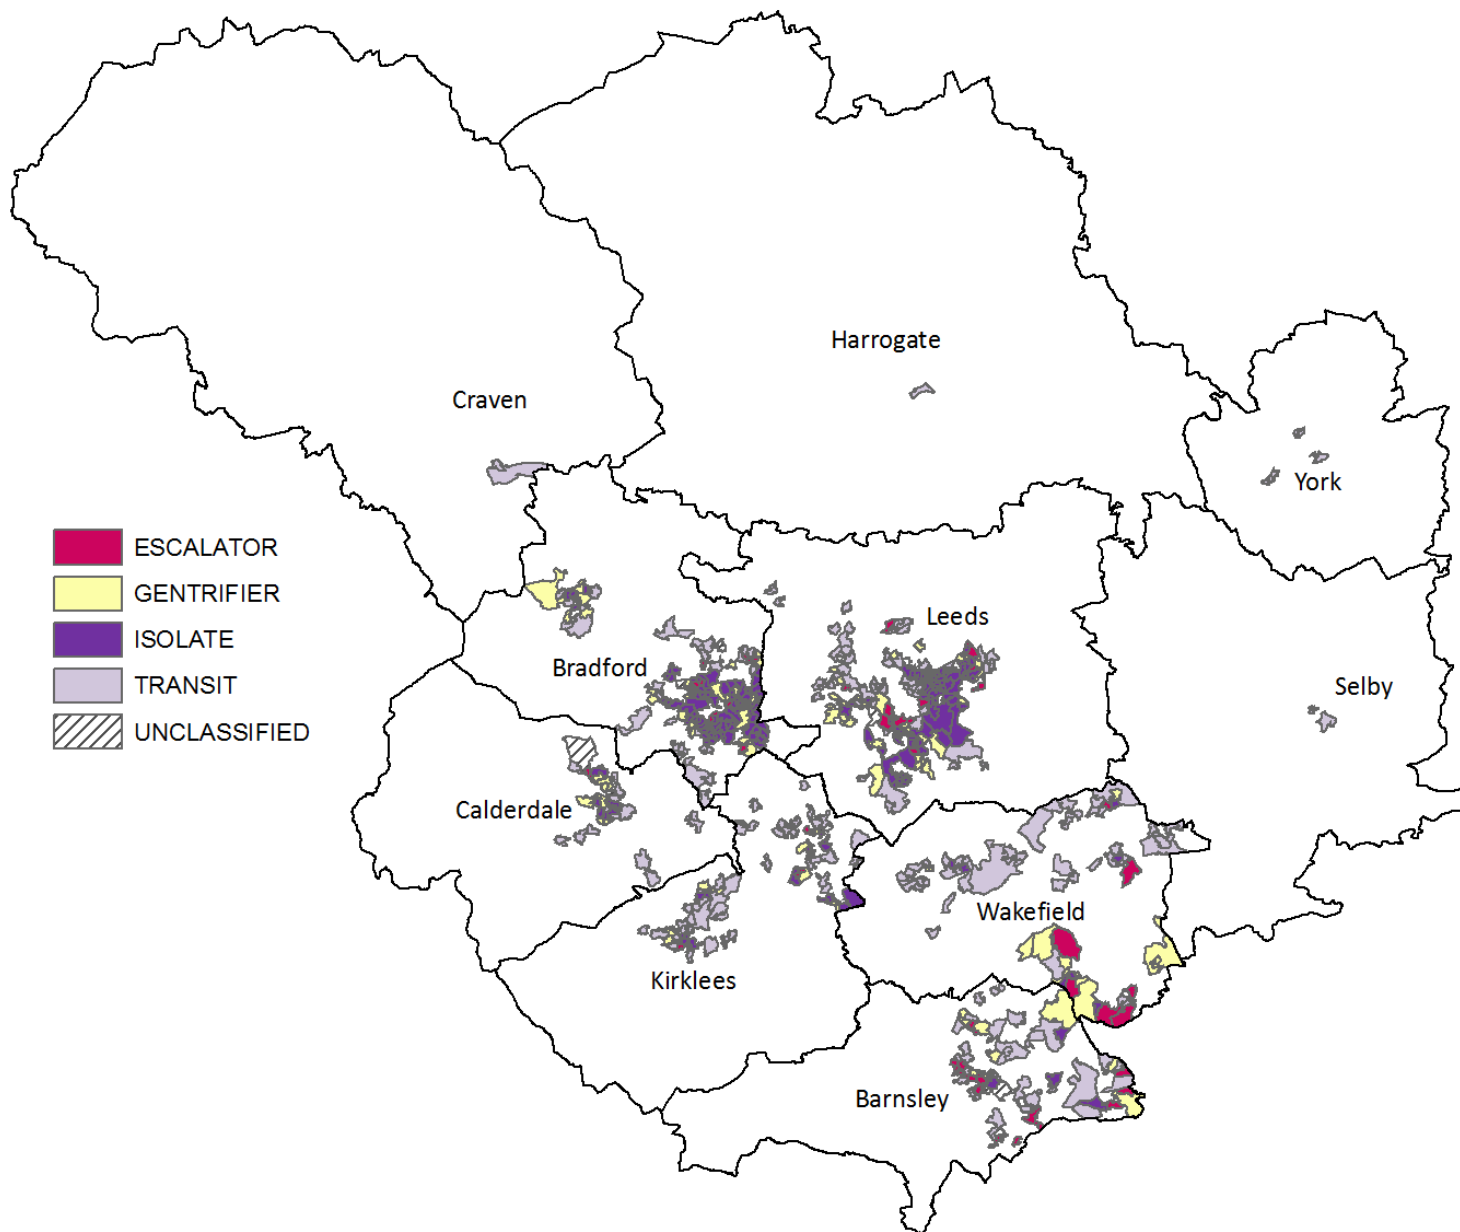 Harrogate
Craven
York
ESCALATOR
GENTRIFIER
ISOLATE
TRANSIT
UNCLASSIFIED
Leeds
Bradford
Selby
Calderdale
Wakefield
Kirklees
Barnsley